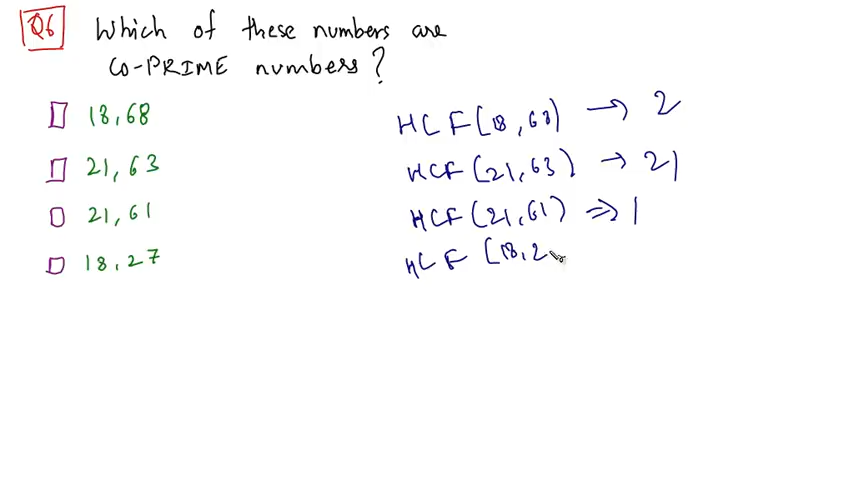 Q6 Which of these numbers are
CO-PRIME numbers?
18,68 HCF(18,68) → 2
21,63 HCF(21,63) → 21
21,61 HCF(21,61) ⇒ 1
18,27 HCF [18,2